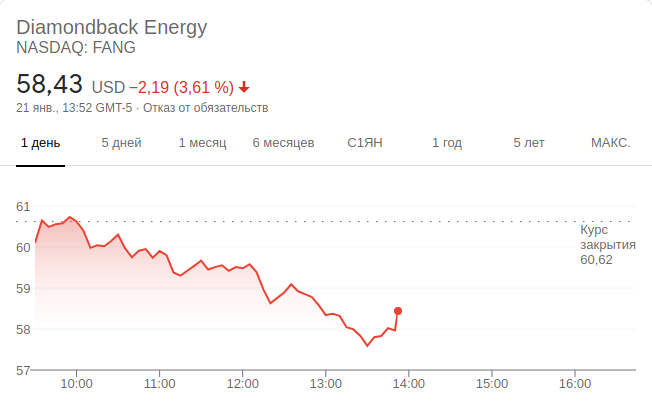 Diamondback Energy
NASDAQ: FANG
58,43 USD −2,19 (3,61 %)
21 янв., 13:52 GMT-5 · Отказ от обязательств
1 день 5 дней 1 месяц 6 месяцев С1ЯН 1 год 5 лет МАКС.
61
Курс
закрытия
60,62
60
59
58
57
10:00 11:00 12:00 13:00 14:00 15:00 16:00